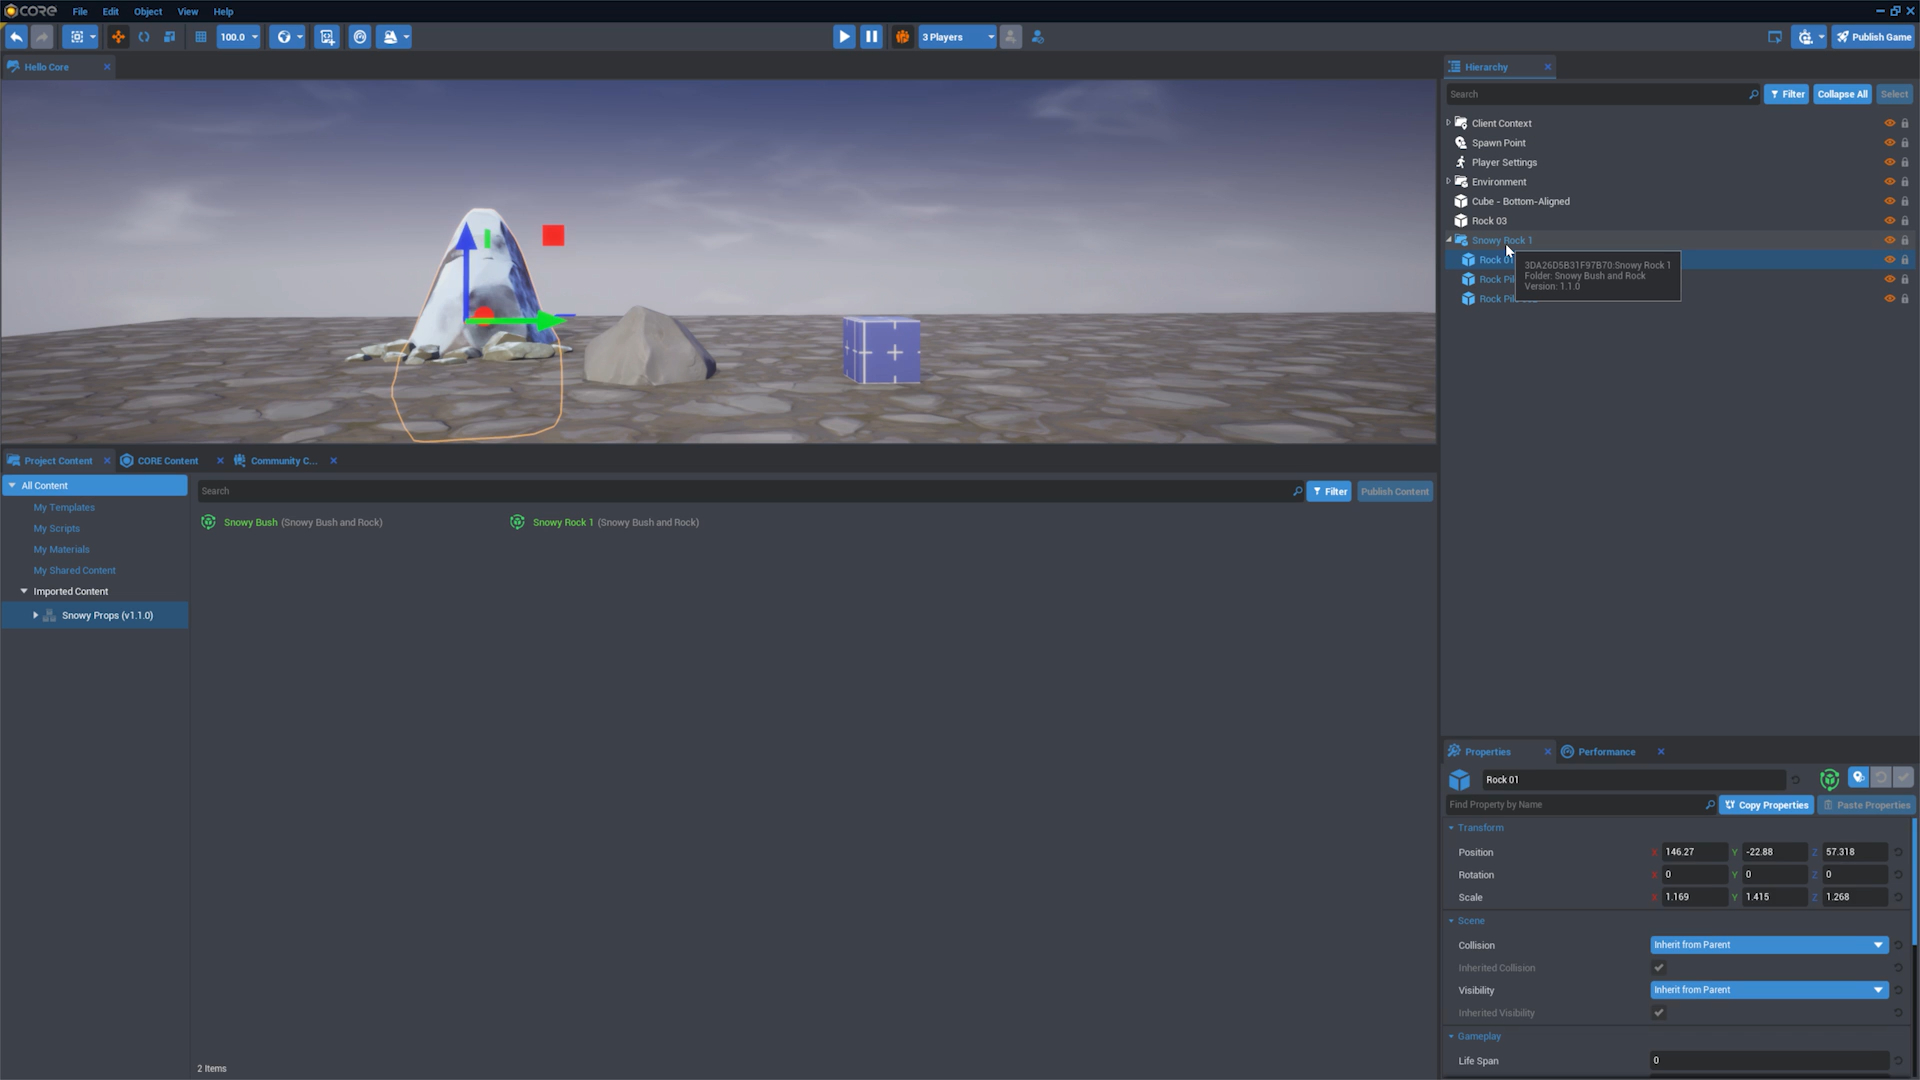 CORE File Edit Object View Help
100.0 3 Players Publish Game
Hello Core
Hierarchy
Search Filter Collapse All Select
Client Context
Spawn Point
Player Settings
Environment
Cube - Bottom-Aligned
Rock 03
Snowy Rock 1
Rock 01
3DA26D5B31F97B70:Snowy Rock 1
Folder: Snowy Bush and Rock
Version: 1.1.0
Rock Pil
Rock Pil
Project Content CORE Content Community C...
All Content
Search Filter Publish Content
My Templates
Snowy Bush (Snowy Bush and Rock) Snowy Rock 1 (Snowy Bush and Rock)
My Scripts
My Materials
My Shared Content
Imported Content
Snowy Props (v1.1.0)
2 Items
Properties Performance
Rock 01
Find Property by Name Copy Properties Paste Properties
Transform
Position X 146.27 Y -22.88 Z 57.318
Rotation X 0 Y 0 Z 0
Scale X 1.169 Y 1.415 Z 1.268
Scene
Collision Inherit from Parent
Inherited Collision
Visibility Inherit from Parent
Inherited Visibility
Gameplay
Life Span 0